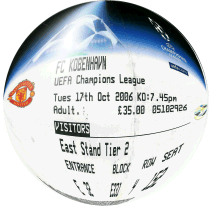 FC KOBENHAVN
UEFA Champions League
Tues 17th Oct 2006 KO:7.45pm
Adult. £35.00 05102926
VISITORS
East Stand Tier 2
ENTRANCE BLOCK ROW SEAT